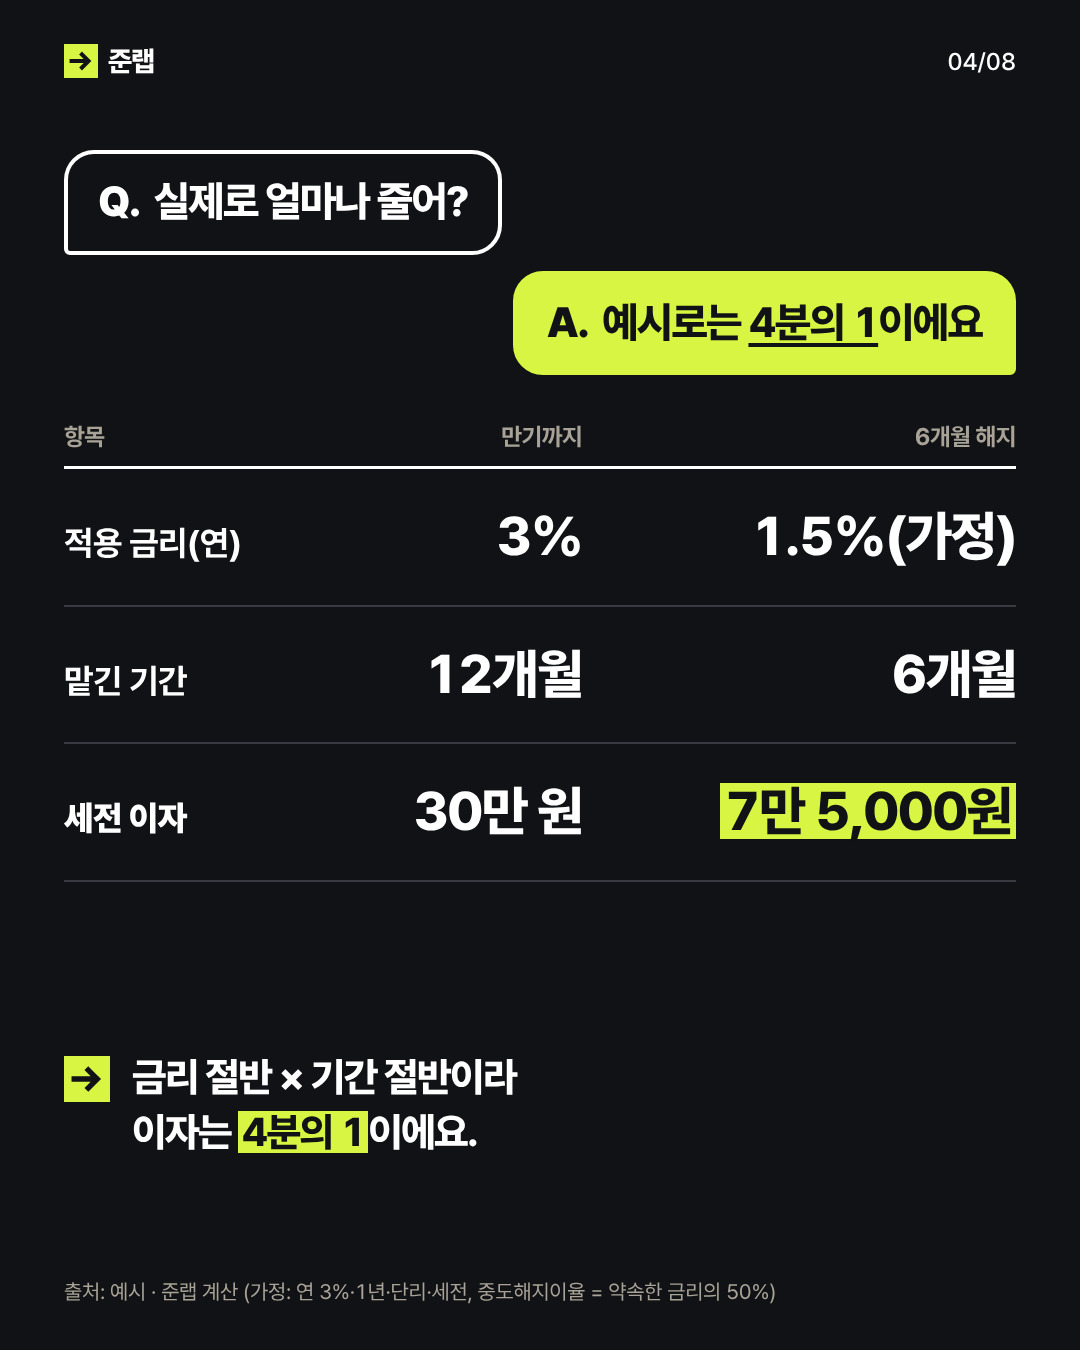 준랩
04/08
Q. 실제로 얼마나 줄어?
A. 예시로는 4분의 1이에요
항목 만기까지 6개월 해지
적용 금리(연) 3% 1.5%(가정)
맡긴 기간 12개월 6개월
세전 이자 30만 원 7만 5,000원
금리 절반 × 기간 절반이라
이자는 4분의 1이에요.
출처: 예시 · 준랩 계산 (가정: 연 3%·1년·단리·세전, 중도해지이율 = 약속한 금리의 50%)